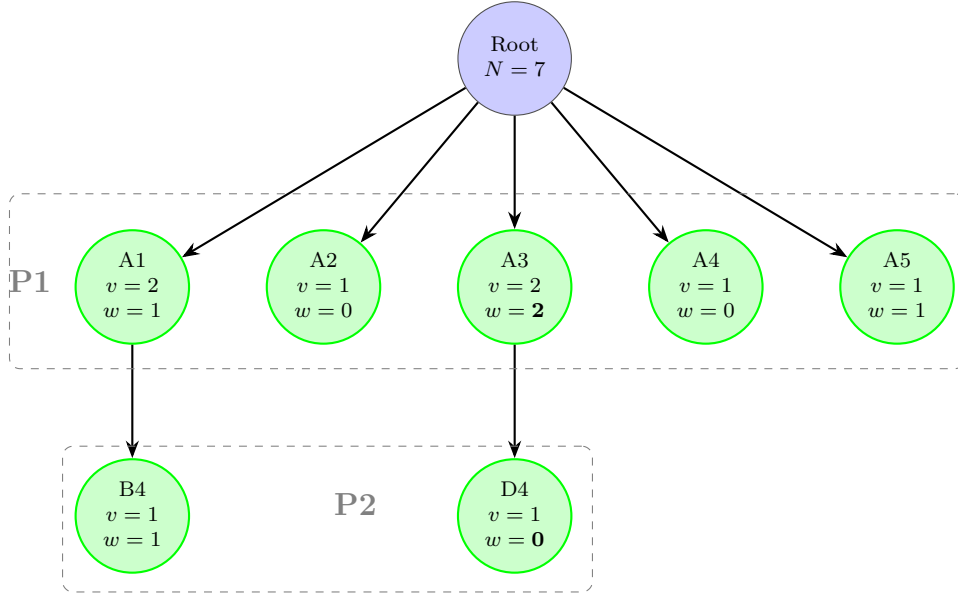 Root
N = 7
P1
A1
v = 2
w = 1
A2
v = 1
w = 0
A3
v = 2
w = 2
A4
v = 1
w = 0
A5
v = 1
w = 1
B4
v = 1
w = 1
P2
D4
v = 1
w = 0